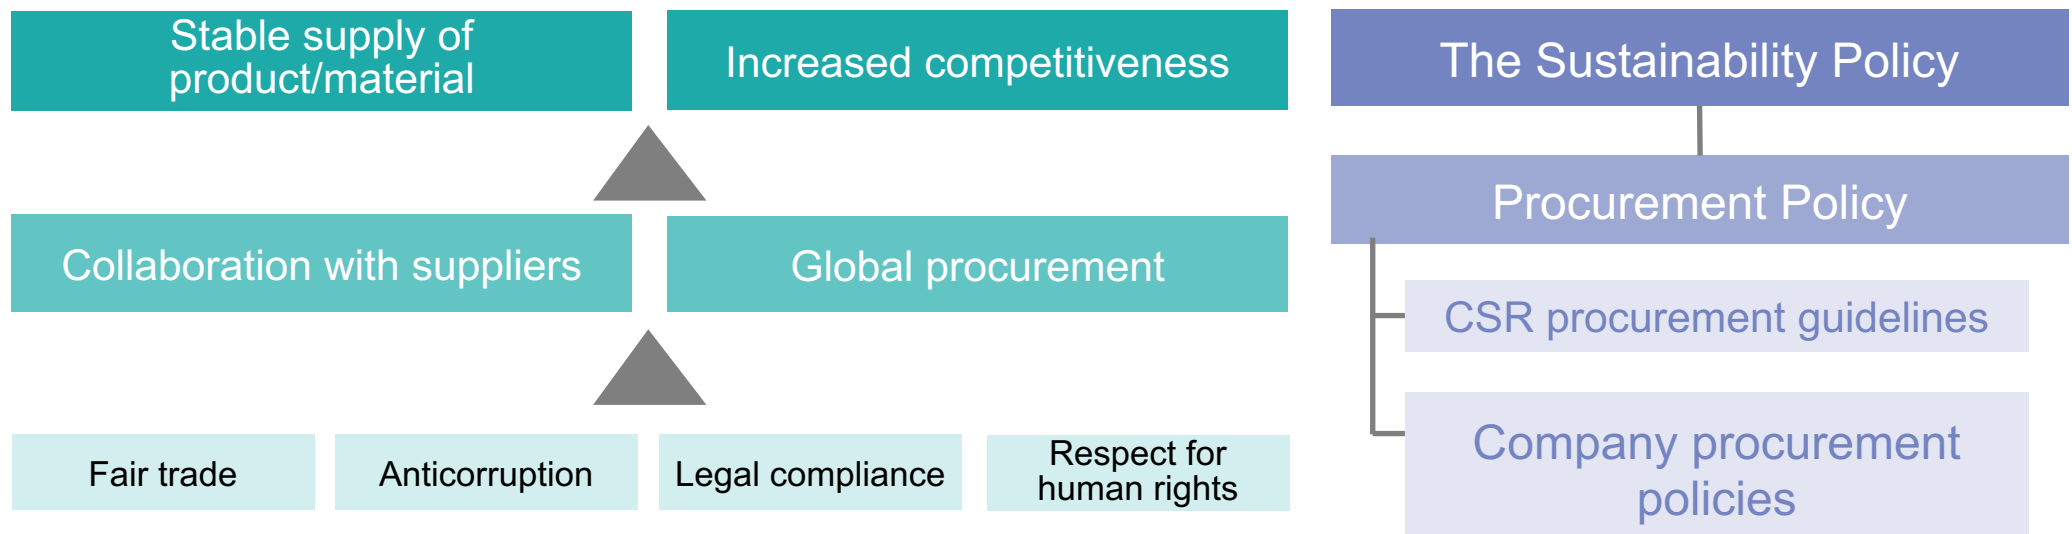 Stable supply of
product/material
Increased competitiveness
Collaboration with suppliers
Global procurement
Fair trade
Anticorruption
Legal compliance
Respect for
human rights
The Sustainability Policy
Procurement Policy
CSR procurement guidelines
Company procurement
policies